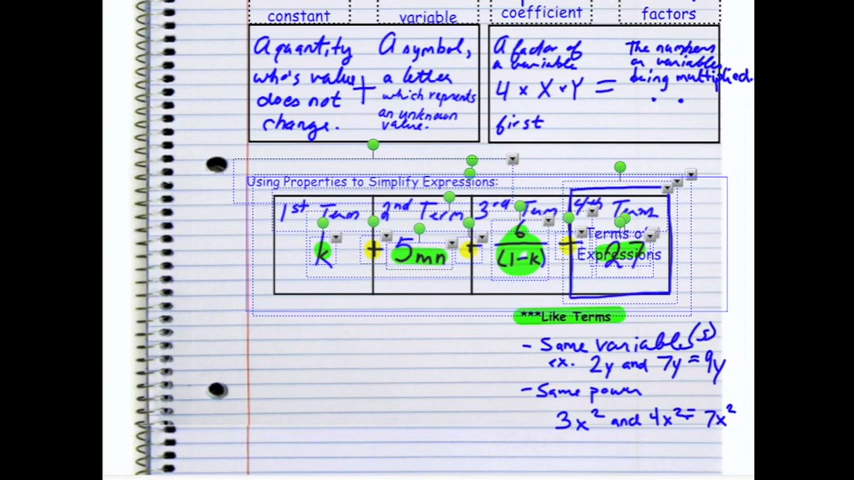 constant
variable
coefficient
factors
A quantity
who's value
does not
change.
A symbol,
a letter
which reprents
an unknown
value.
A factor of
a variable
4 × X × Y =
first
The numbers
or variables
being multiplied.
Using Properties to Simplify Expressions:
1st Term
2nd Term
3rd Term
4th Term
k + 5mn + 6/(1-k) + 27
Terms of
Expressions
***Like Terms
- Same variable(s)
ex. 2y and 7y = 9y
- Same power
3x² and 4x² = 7x²